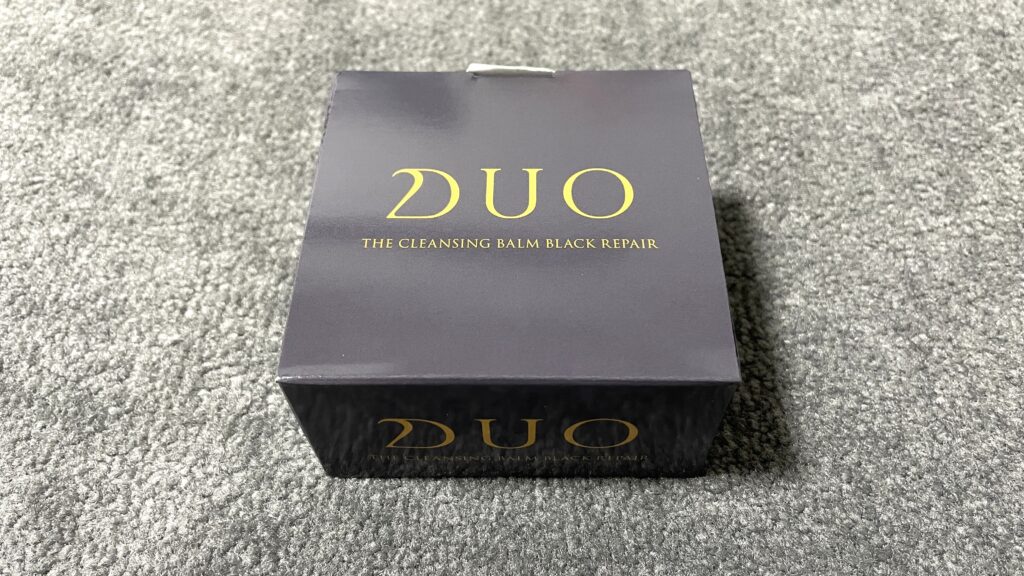 DUO
THE CLEANSING BALM BLACK REPAIR
DUO
THE CLEANSING BALM BLACK REPAIR